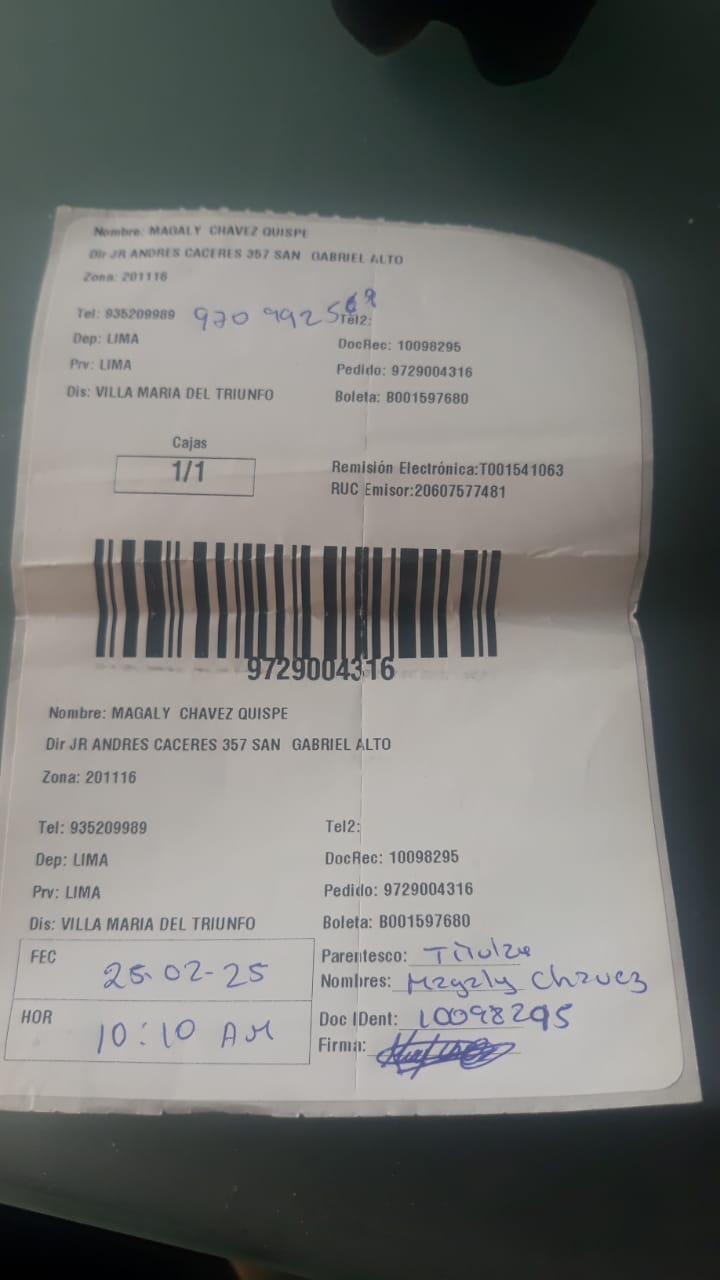 Nombre: MAGALY CHAVEZ QUISPE
Dir JR ANDRES CACERES 357 SAN GABRIEL ALTO
Zona: 201116
Tel: 935209989 970 9925 Tel2:
Dep: LIMA DocRec: 10098295
Prv: LIMA Pedido: 9729004316
Dis: VILLA MARIA DEL TRIUNFO Boleta: B001597680
Cajas
1/1
Remisión Electrónica:T001541063
RUC Emisor:20607577481
9729004316
Nombre: MAGALY CHAVEZ QUISPE
Dir JR ANDRES CACERES 357 SAN GABRIEL ALTO
Zona: 201116
Tel: 935209989 Tel2:
Dep: LIMA DocRec: 10098295
Prv: LIMA Pedido: 9729004316
Dis: VILLA MARIA DEL TRIUNFO Boleta: B001597680
FEC 25-02-25
Parentesco: Titular
Nombres: Magaly Chavez
HOR 10:10 AM
Doc IDent: 10098295
Firma: